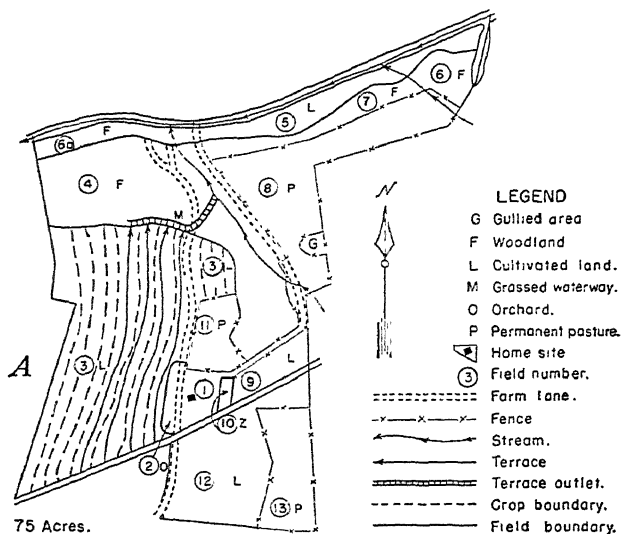 6 F
7 F
5 L
F
6a
4 F
8 P
M
G
3
11 P
A
3 L
1
9 L
10 Z
2 O
12 L
13 P
75 Acres.
N
LEGEND
G Gullied area
F Woodland
L Cultivated land.
M Grassed waterway.
O Orchard.
P Permanent pasture.
Home site
3 Field number.
Farm lane.
Fence
Stream.
Terrace
Terrace outlet.
Crop boundary.
Field boundary.